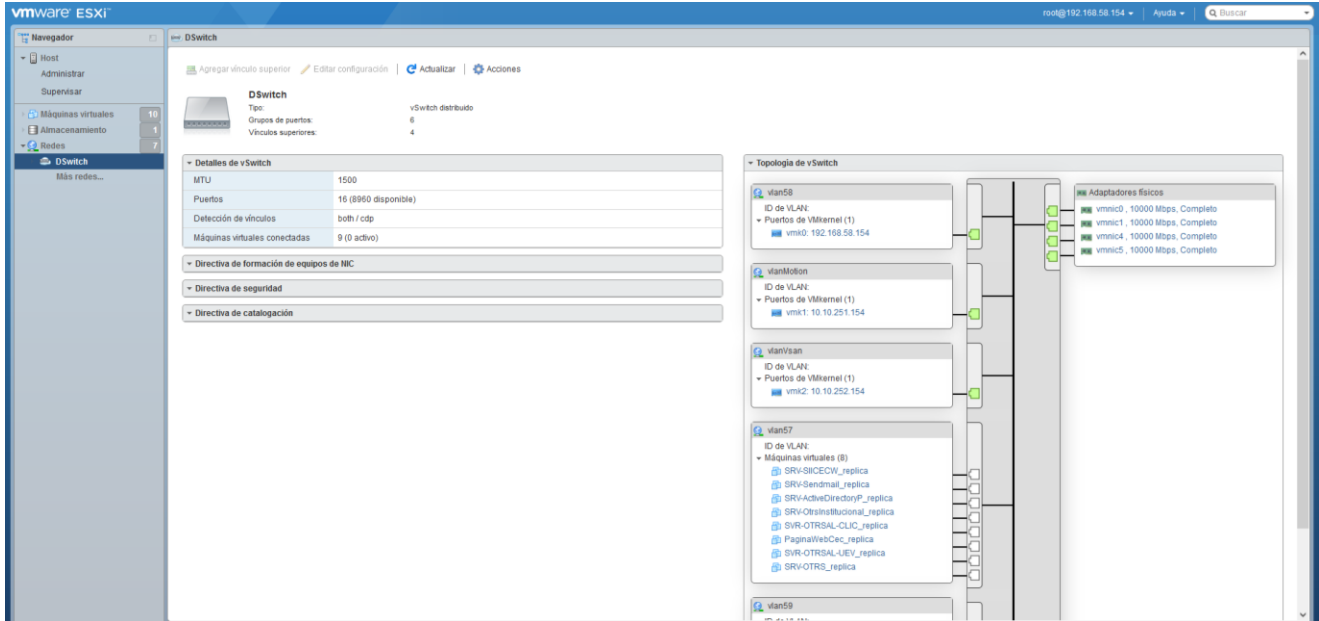 vmware ESXi™
root@192.168.58.154
Ayuda
Buscar
Navegador
DSwitch
Host
Administrar
Supervisar
Máquinas virtuales 10
Almacenamiento 1
Redes 7
DSwitch
Más redes...
Agregar vínculo superior
Editar configuración
Actualizar
Acciones
DSwitch
Tipo: vSwitch distribuido
Grupos de puertos: 6
Vínculos superiores: 4
Detalles de vSwitch
MTU 1500
Puertos 16 (8960 disponible)
Detección de vínculos both / cdp
Máquinas virtuales conectadas 9 (0 activo)
Directiva de formación de equipos de NIC
Directiva de seguridad
Directiva de catalogación
Topología de vSwitch
vlan58
ID de VLAN:
Puertos de VMkernel (1)
vmk0: 192.168.58.154
vlanMotion
ID de VLAN:
Puertos de VMkernel (1)
vmk1: 10.10.251.154
vlanVsan
ID de VLAN:
Puertos de VMkernel (1)
vmk2: 10.10.252.154
vlan57
ID de VLAN:
Máquinas virtuales (8)
SRV-SIICECW_replica
SRV-Sendmail_replica
SRV-ActiveDirectoryP_replica
SRV-OtrsInstitucional_replica
SVR-OTRSAL-CLIC_replica
PaginaWebCec_replica
SVR-OTRSAL-UEV_replica
SRV-OTRS_replica
vlan59
Adaptadores físicos
vmnic0 , 10000 Mbps, Completo
vmnic1 , 10000 Mbps, Completo
vmnic4 , 10000 Mbps, Completo
vmnic5 , 10000 Mbps, Completo